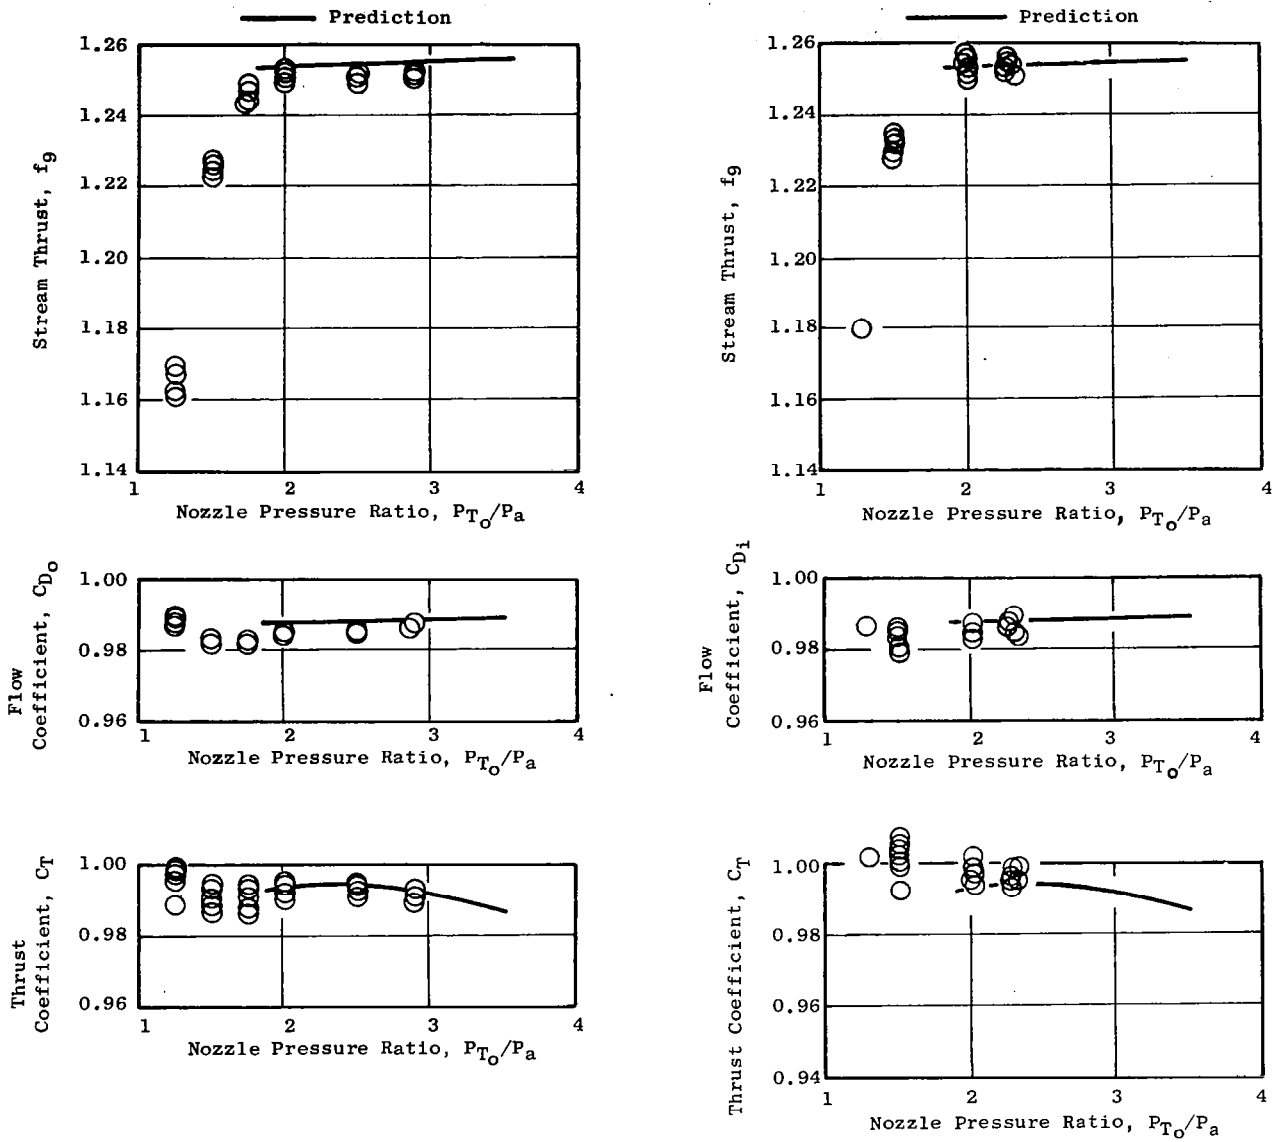 Prediction
1.26
1.24
1.22
1.20
1.18
1.16
1.14
Stream Thrust, f9
1 2 3 4
Nozzle Pressure Ratio, PTo/Pa
1.00
0.98
0.96
Flow
Coefficient, CDo
1 2 3 4
Nozzle Pressure Ratio, PTo/Pa
1.00
0.98
0.96
Thrust
Coefficient, CT
1 2 3 4
Nozzle Pressure Ratio, PTo/Pa
Prediction
1.26
1.24
1.22
1.20
1.18
1.16
1.14
Stream Thrust, f9
1 2 3 4
Nozzle Pressure Ratio, PTo/Pa
1.00
0.98
0.96
Flow
Coefficient, CDi
1 2 3 4
Nozzle Pressure Ratio, PTo/Pa
1.00
0.98
0.96
0.94
Thrust Coefficient, CT
1 2 3 4
Nozzle Pressure Ratio, PTo/Pa